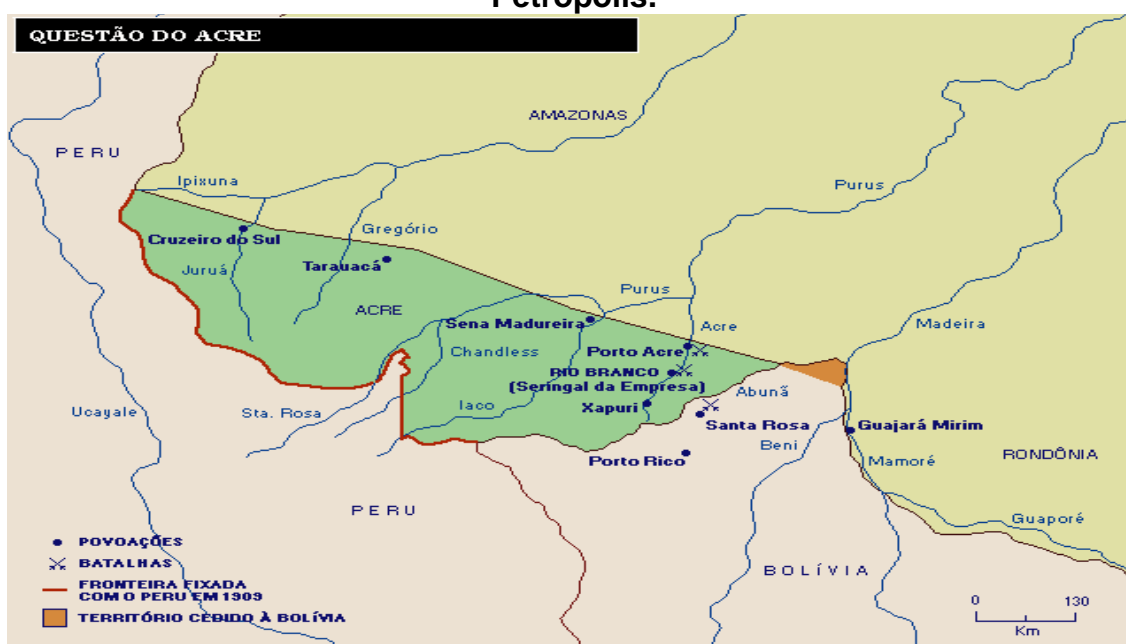 Petrópolis.
QUESTÃO DO ACRE
AMAZONAS
PERU
Ipixuna
Purus
Gregório
Cruzeiro do Sul
Juruá
Tarauacá
Purus
ACRE
Sena Madureira
Acre
Madeira
Chandless
Porto Acre
RIO BRANCO
(Seringal da Empresa)
Abunã
Ucayale
Sta. Rosa
Iaco
Xapuri
Santa Rosa
Guajará Mirim
Beni
Porto Rico
Mamoré
RONDÔNIA
PERU
Guaporé
BOLÍVIA
POVOAÇÕES
BATALHAS
FRONTEIRA FIXADA
COM O PERU EM 1909
TERRITÓRIO CEDIDO À BOLÍVIA
0 130
Km